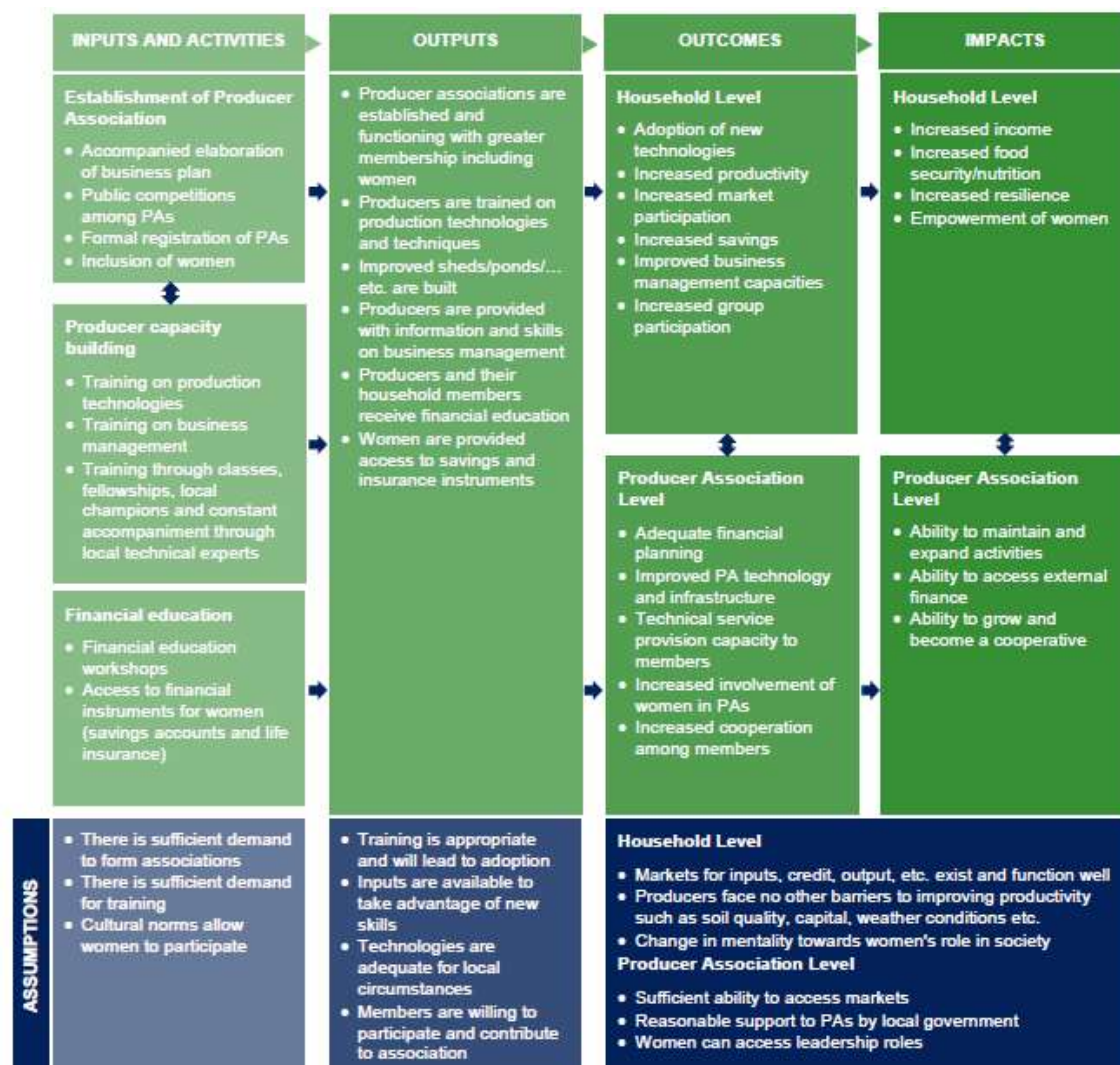 INPUTS AND ACTIVITIES
OUTPUTS
OUTCOMES
IMPACTS
Establishment of Producer
Association
• Accompanied elaboration
of business plan
• Public competitions
among PAs
• Formal registration of PAs
• Inclusion of women
Producer capacity
building
• Training on production
technologies
• Training on business
management
• Training through classes,
fellowships, local
champions and constant
accompaniment through
local technical experts
Financial education
• Financial education
workshops
• Access to financial
instruments for women
(savings accounts and life
insurance)
• Producer associations are
established and
functioning with greater
membership including
women
• Producers are trained on
production technologies
and techniques
• Improved sheds/ponds/...
etc. are built
• Producers are provided
with information and skills
on business management
• Producers and their
household members
receive financial education
• Women are provided
access to savings and
insurance instruments
Household Level
• Adoption of new
technologies
• Increased productivity
• Increased market
participation
• Increased savings
• Improved business
management capacities
• Increased group
participation
Producer Association
Level
• Adequate financial
planning
• Improved PA technology
and infrastructure
• Technical service
provision capacity to
members
• Increased involvement of
women in PAs
• Increased cooperation
among members
Household Level
• Increased income
• Increased food
security/nutrition
• Increased resilience
• Empowerment of women
Producer Association
Level
• Ability to maintain and
expand activities
• Ability to access external
finance
• Ability to grow and
become a cooperative
ASSUMPTIONS
• There is sufficient demand
to form associations
• There is sufficient demand
for training
• Cultural norms allow
women to participate
• Training is appropriate
and will lead to adoption
• Inputs are available to
take advantage of new
skills
• Technologies are
adequate for local
circumstances
• Members are willing to
participate and contribute
to association
Household Level
• Markets for inputs, credit, output, etc. exist and function well
• Producers face no other barriers to improving productivity
such as soil quality, capital, weather conditions etc.
• Change in mentality towards women's role in society
Producer Association Level
• Sufficient ability to access markets
• Reasonable support to PAs by local government
• Women can access leadership roles